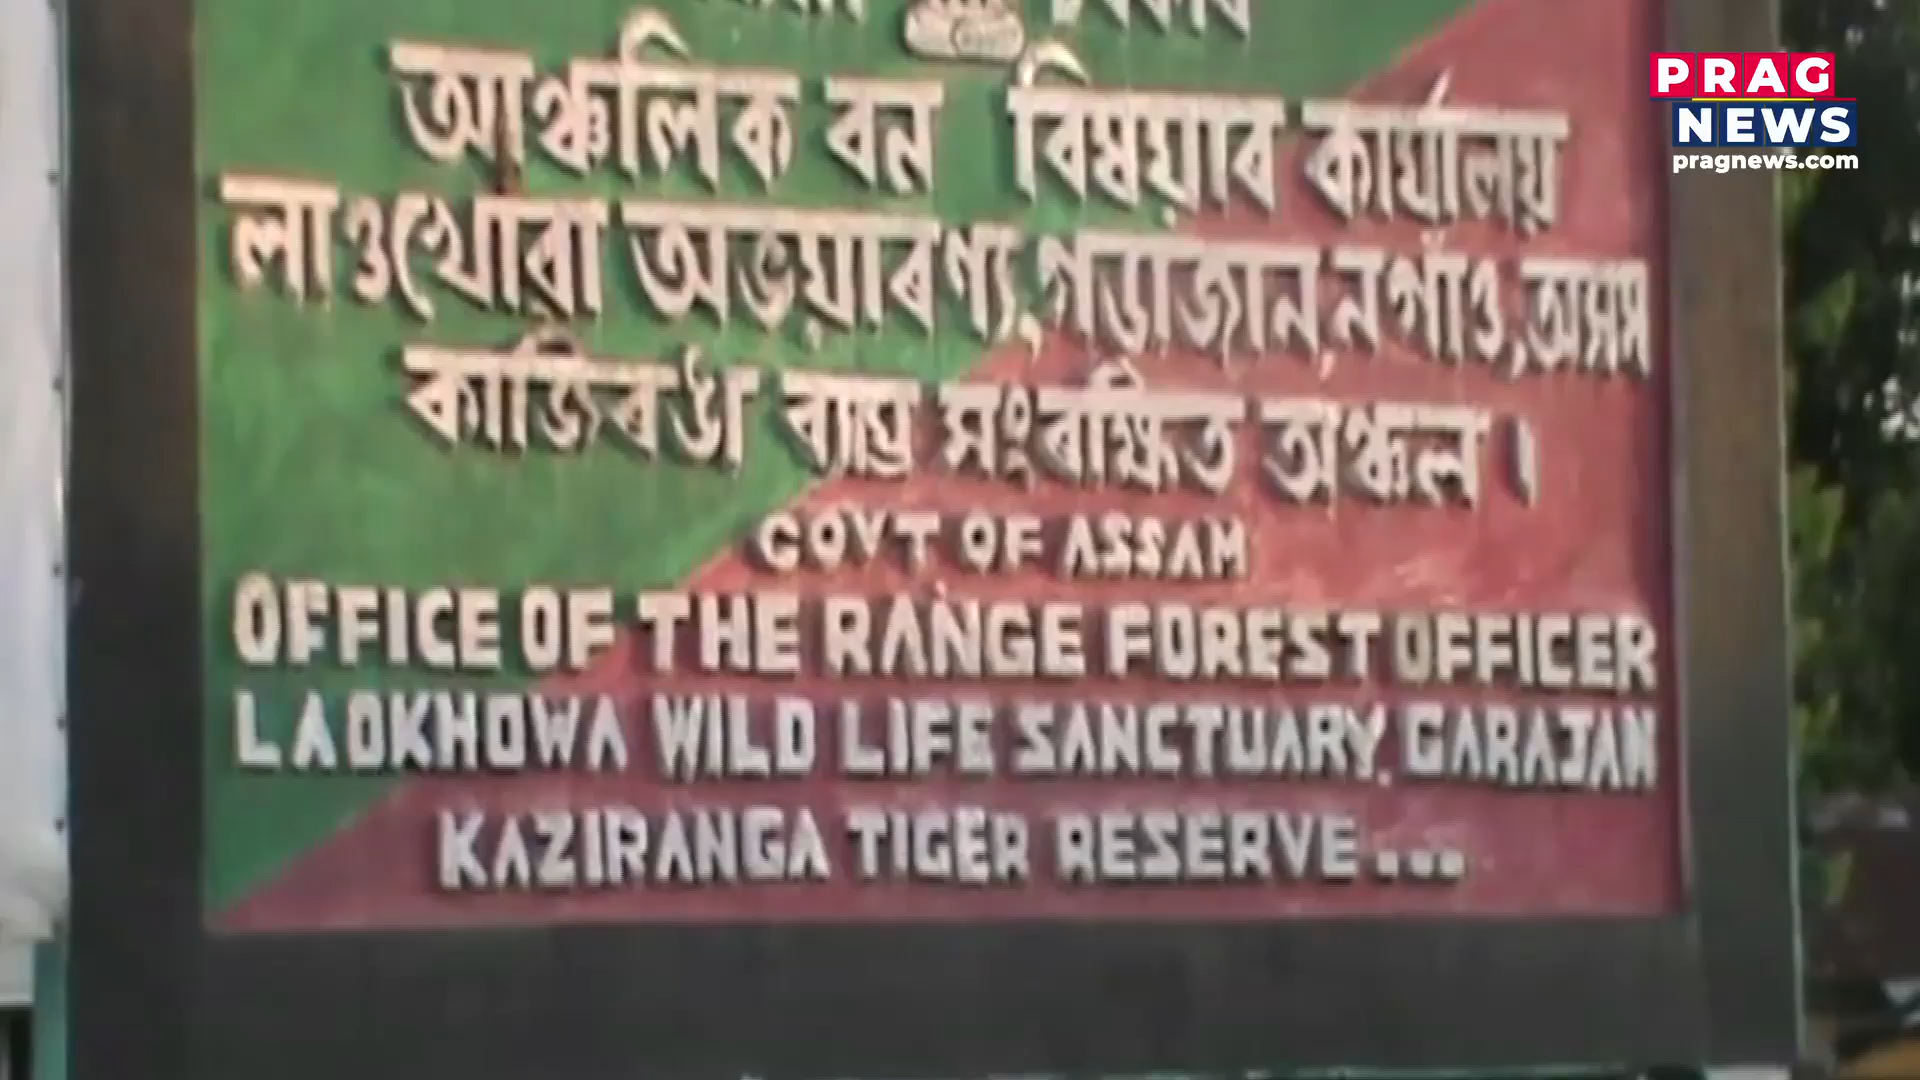 চৰকাৰ
আঞ্চলিক বন বিষয়াৰ কাৰ্যালয়
লাওখোৱা অভয়াৰণ্য, গড়াজান, নগাঁও, অসম
কাজিৰঙা ব্যাঘ্ৰ সংৰক্ষিত অঞ্চল ।
GOVT OF ASSAM
OFFICE OF THE RANGE FOREST OFFICER
LAOKHOWA WILD LIFE SANCTUARY, GARAJAN
KAZIRANGA TIGER RESERVE...
PRAG
NEWS
pragnews.com